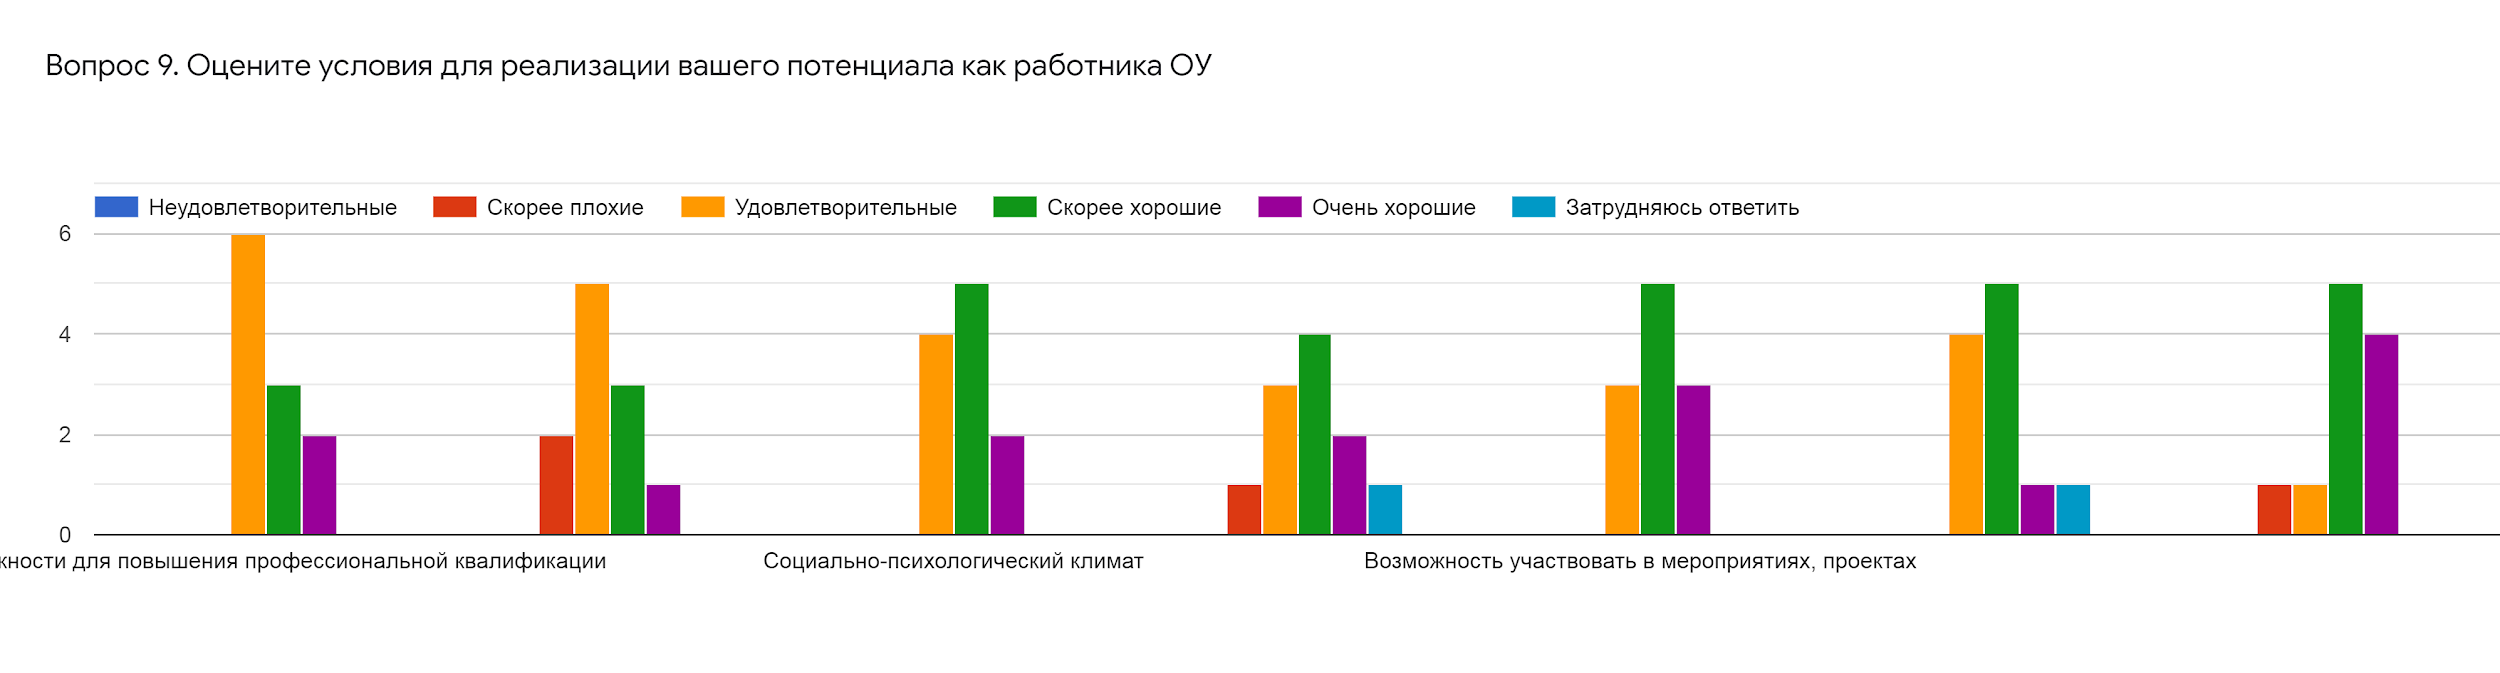 Вопрос 9. Оцените условия для реализации вашего потенциала как работника ОУ
Неудовлетворительные Скорее плохие Удовлетворительные Скорее хорошие Очень хорошие Затрудняюсь ответить
6
4
2
0
для повышения профессиональной квалификации Социально-психологический климат Возможность участвовать в мероприятиях, проектах